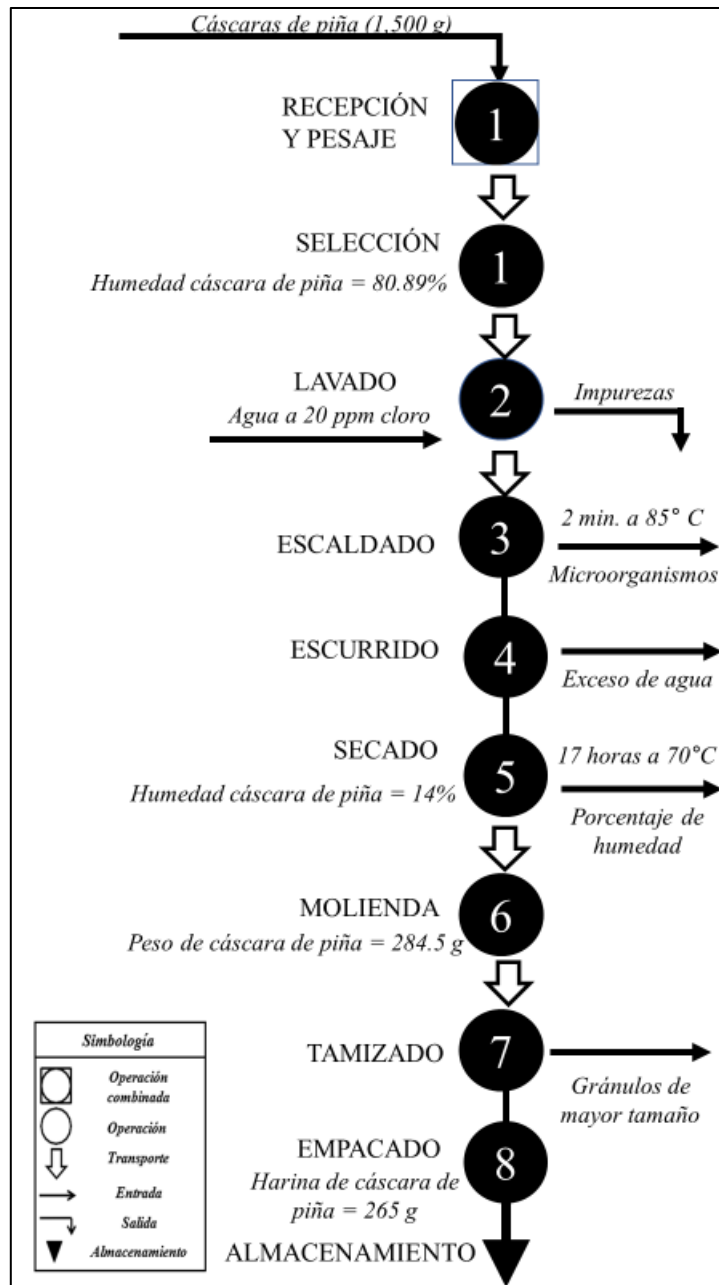 Cáscaras de piña (1,500 g)
RECEPCIÓN
Y PESAJE
1
SELECCIÓN
Humedad cáscara de piña = 80.89%
1
LAVADO
Agua a 20 ppm cloro
2
Impurezas
ESCALDADO
3
2 min. a 85° C
Microorganismos
ESCURRIDO
4
Exceso de agua
SECADO
Humedad cáscara de piña = 14%
5
17 horas a 70°C
Porcentaje de
humedad
MOLIENDA
Peso de cáscara de piña = 284.5 g
6
TAMIZADO
7
Gránulos de
mayor tamaño
EMPACADO
Harina de cáscara de
piña = 265 g
8
ALMACENAMIENTO
Simbología
Operación
combinada
Operación
Transporte
Entrada
Salida
Almacenamiento